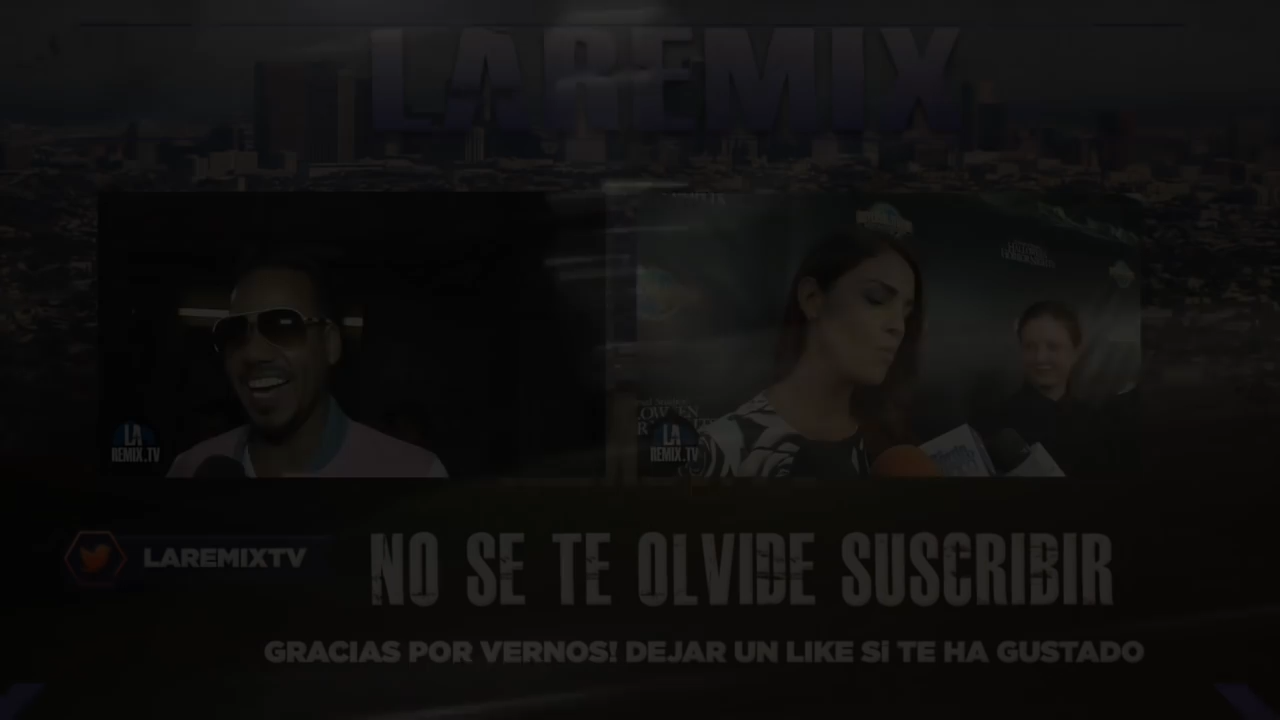 LAREMIX
LA
REMIX.TV
LA
REMIX.TV
LAREMIXTV
NO SE TE OLVIDE SUSCRIBIR
GRACIAS POR VERNOS! DEJAR UN LIKE Si TE HA GUSTADO